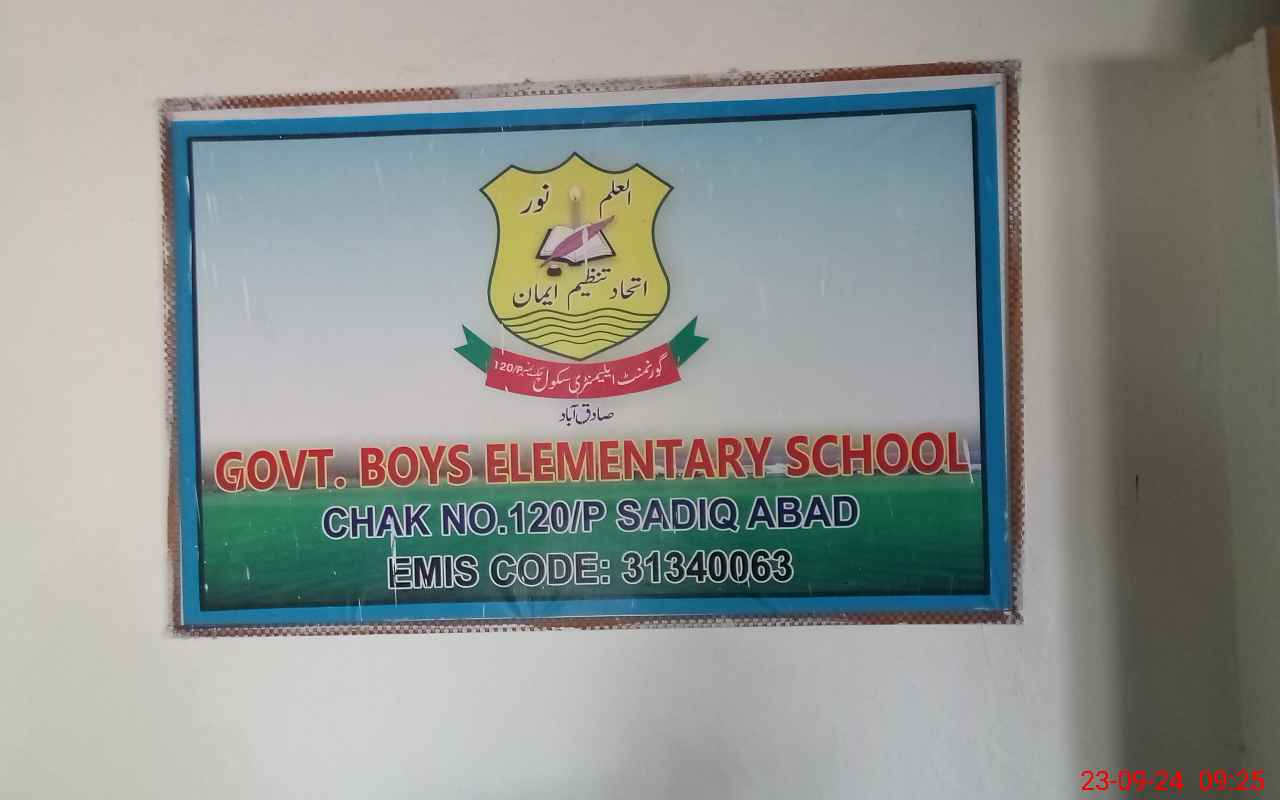 العلم نور
اتحاد تنظیم ایمان
گورنمنٹ ایلیمنٹری سکول چک نمبر 120/P
صادق آباد
GOVT. BOYS ELEMENTARY SCHOOL
CHAK NO.120/P SADIQ ABAD
EMIS CODE: 31340063
23-09-24 09:25